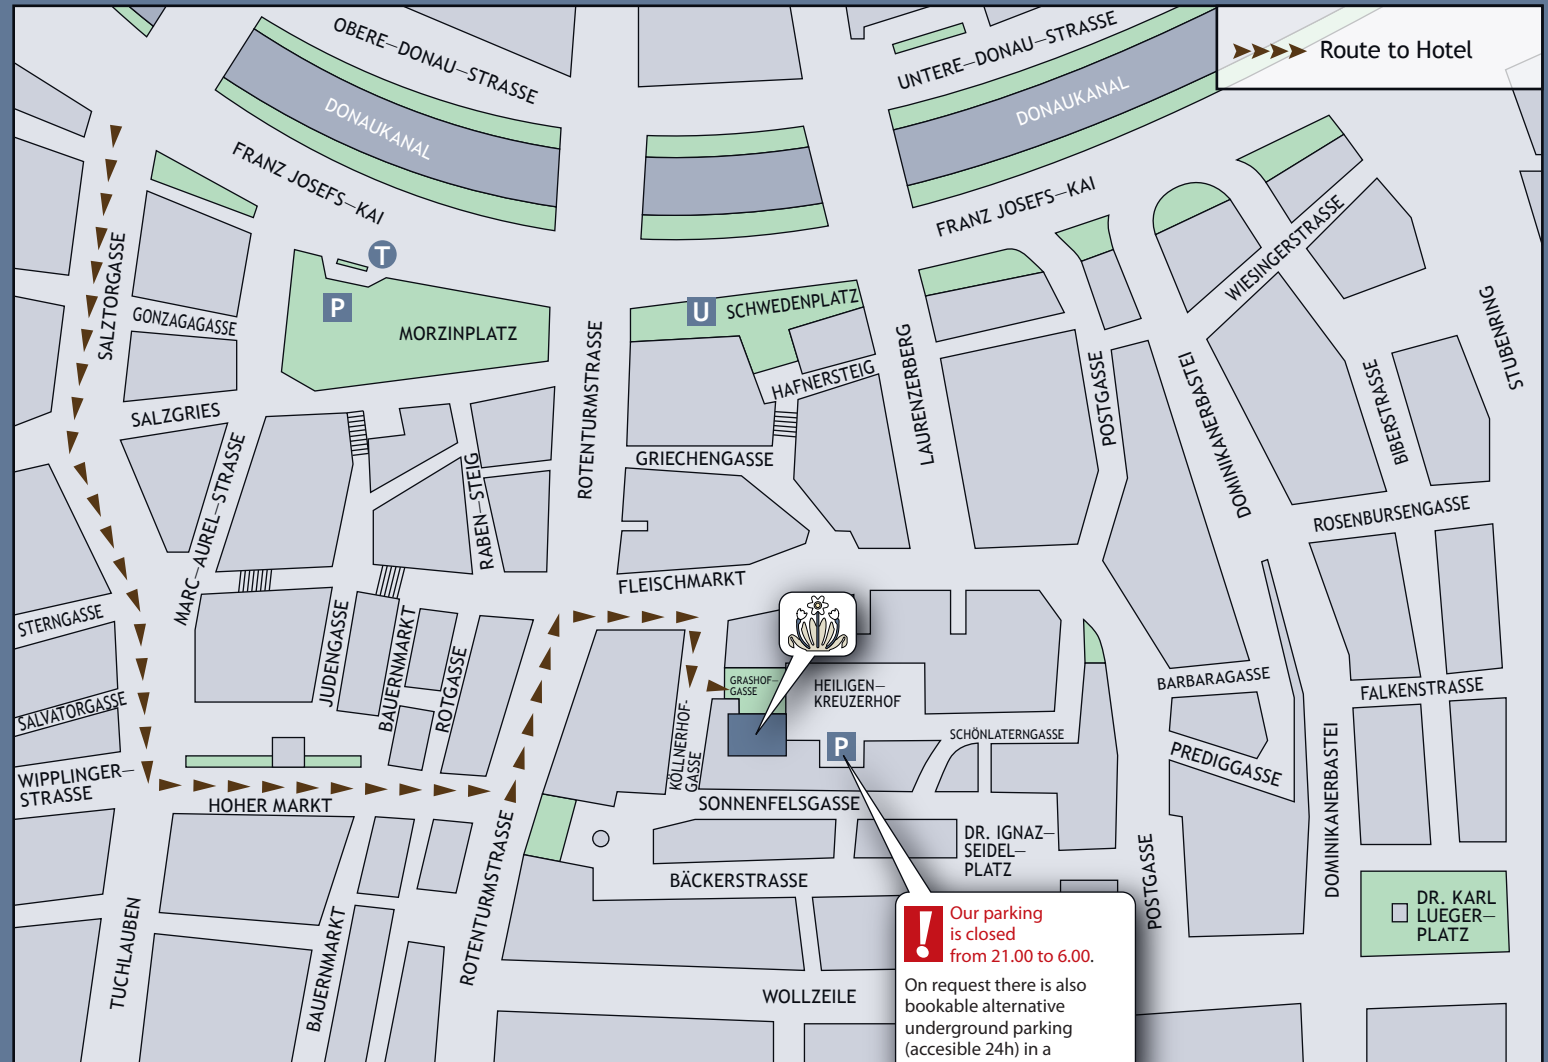 OBERE—DONAU—STRASSE
UNTERE—DONAU—STRASSE
Route to Hotel
DONAUKANAL
DONAUKANAL
FRANZ JOSEFS—KAI
FRANZ JOSEFS—KAI
T
P
MORZINPLATZ
U
SCHWEDENPLATZ
WIESINGERSTRASSE
STUBENRING
SALZTORGASSE
GONZAGAGASSE
SALZGRIES
ROTENTURMSTRASSE
HAFNERSTEIG
LAURENZERBERG
POSTGASSE
DOMINIKANERBASTEI
BIBERSTRASSE
MARC—AUREL—STRASSE
RABEN—STEIG
GRIECHENGASSE
ROSENBURSENGASSE
FLEISCHMARKT
STERNGASSE
JUDENGASSE
BAUERNMARKT
ROTGASSE
SALVATORGASSE
GRASHOF—
GASSE
HEILIGEN—
KREUZERHOF
BARBARAGASSE
FALKENSTRASSE
KÖLLNERHOF-
GASSE
P
SCHÖNLATERNGASSE
PREDIGGASSE
DOMINIKANERBASTEI
WIPPLINGER—
STRASSE
HOHER MARKT
SONNENFELSGASSE
ROTENTURMSTRASSE
DR. IGNAZ—
SEIDEL—
PLATZ
BÄCKERSTRASSE
POSTGASSE
DR. KARL
LUEGER—
PLATZ
TUCHLAUBEN
BAUERNMARKT
WOLLZEILE
!
Our parking
is closed
from 21.00 to 6.00.
On request there is also
bookable alternative
underground parking
(accesible 24h) in a